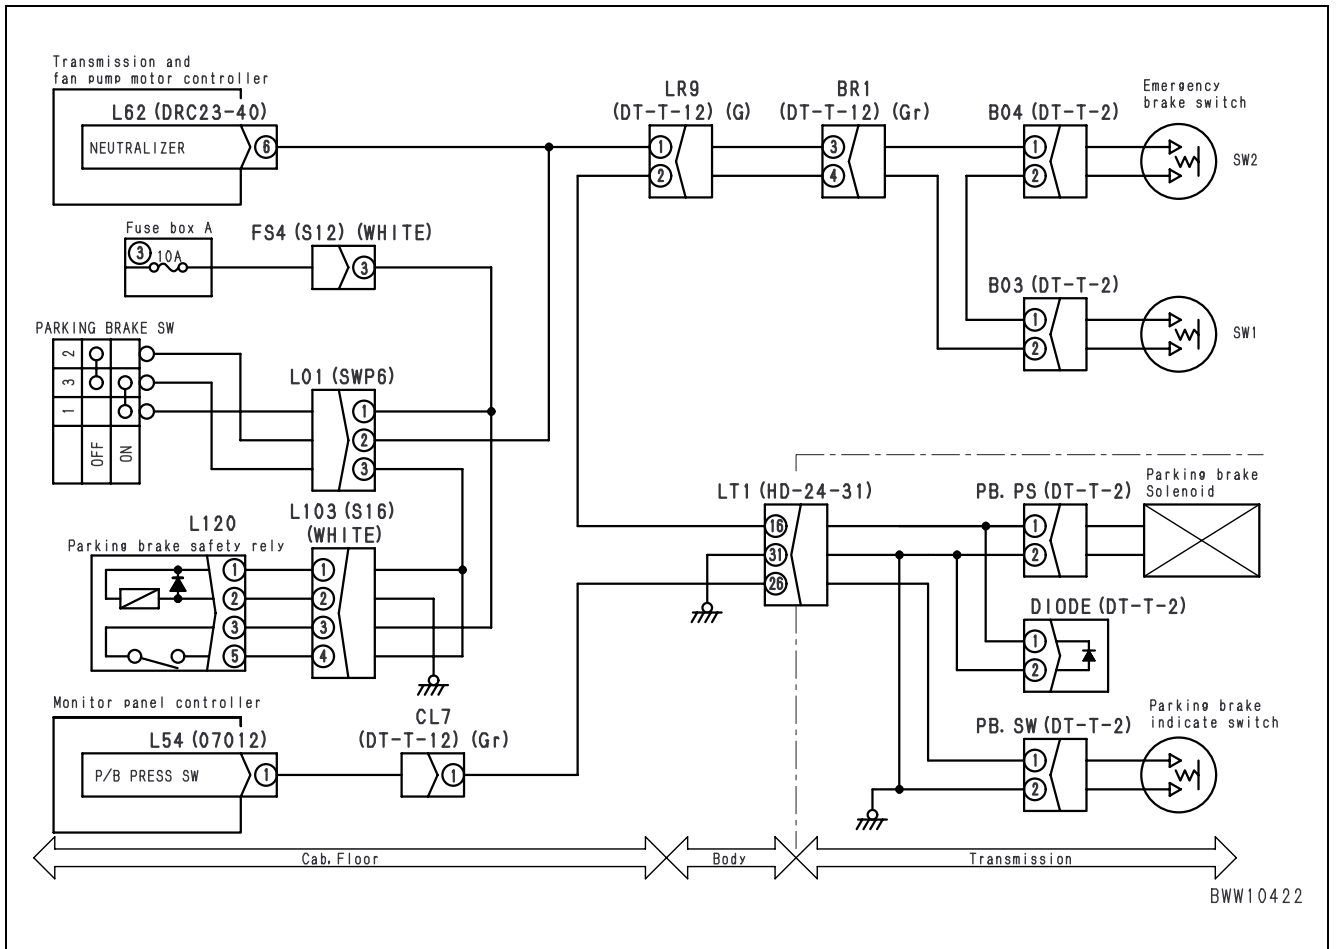 Transmission and
fan pump motor controller
L62 (DRC23-40)
NEUTRALIZER
6
LR9
(DT-T-12) (G)
1
2
BR1
(DT-T-12) (Gr)
3
4
B04 (DT-T-2)
1
2
Emergency
brake switch
SW2
Fuse box A
3
10A
FS4 (S12) (WHITE)
3
B03 (DT-T-2)
1
2
SW1
PARKING BRAKE SW
2
3
1
OFF
ON
L01 (SWP6)
1
2
3
L120
Parking brake safety rely
1
2
3
5
L103 (S16)
(WHITE)
1
2
3
4
LT1 (HD-24-31)
16
31
26
PB. PS (DT-T-2)
1
2
Parking brake
Solenoid
DIODE (DT-T-2)
1
2
Monitor panel controller
L54 (07012)
P/B PRESS SW
1
CL7
(DT-T-12) (Gr)
1
PB. SW (DT-T-2)
1
2
Parking brake
indicate switch
Cab. Floor
Body
Transmission
BWW10422